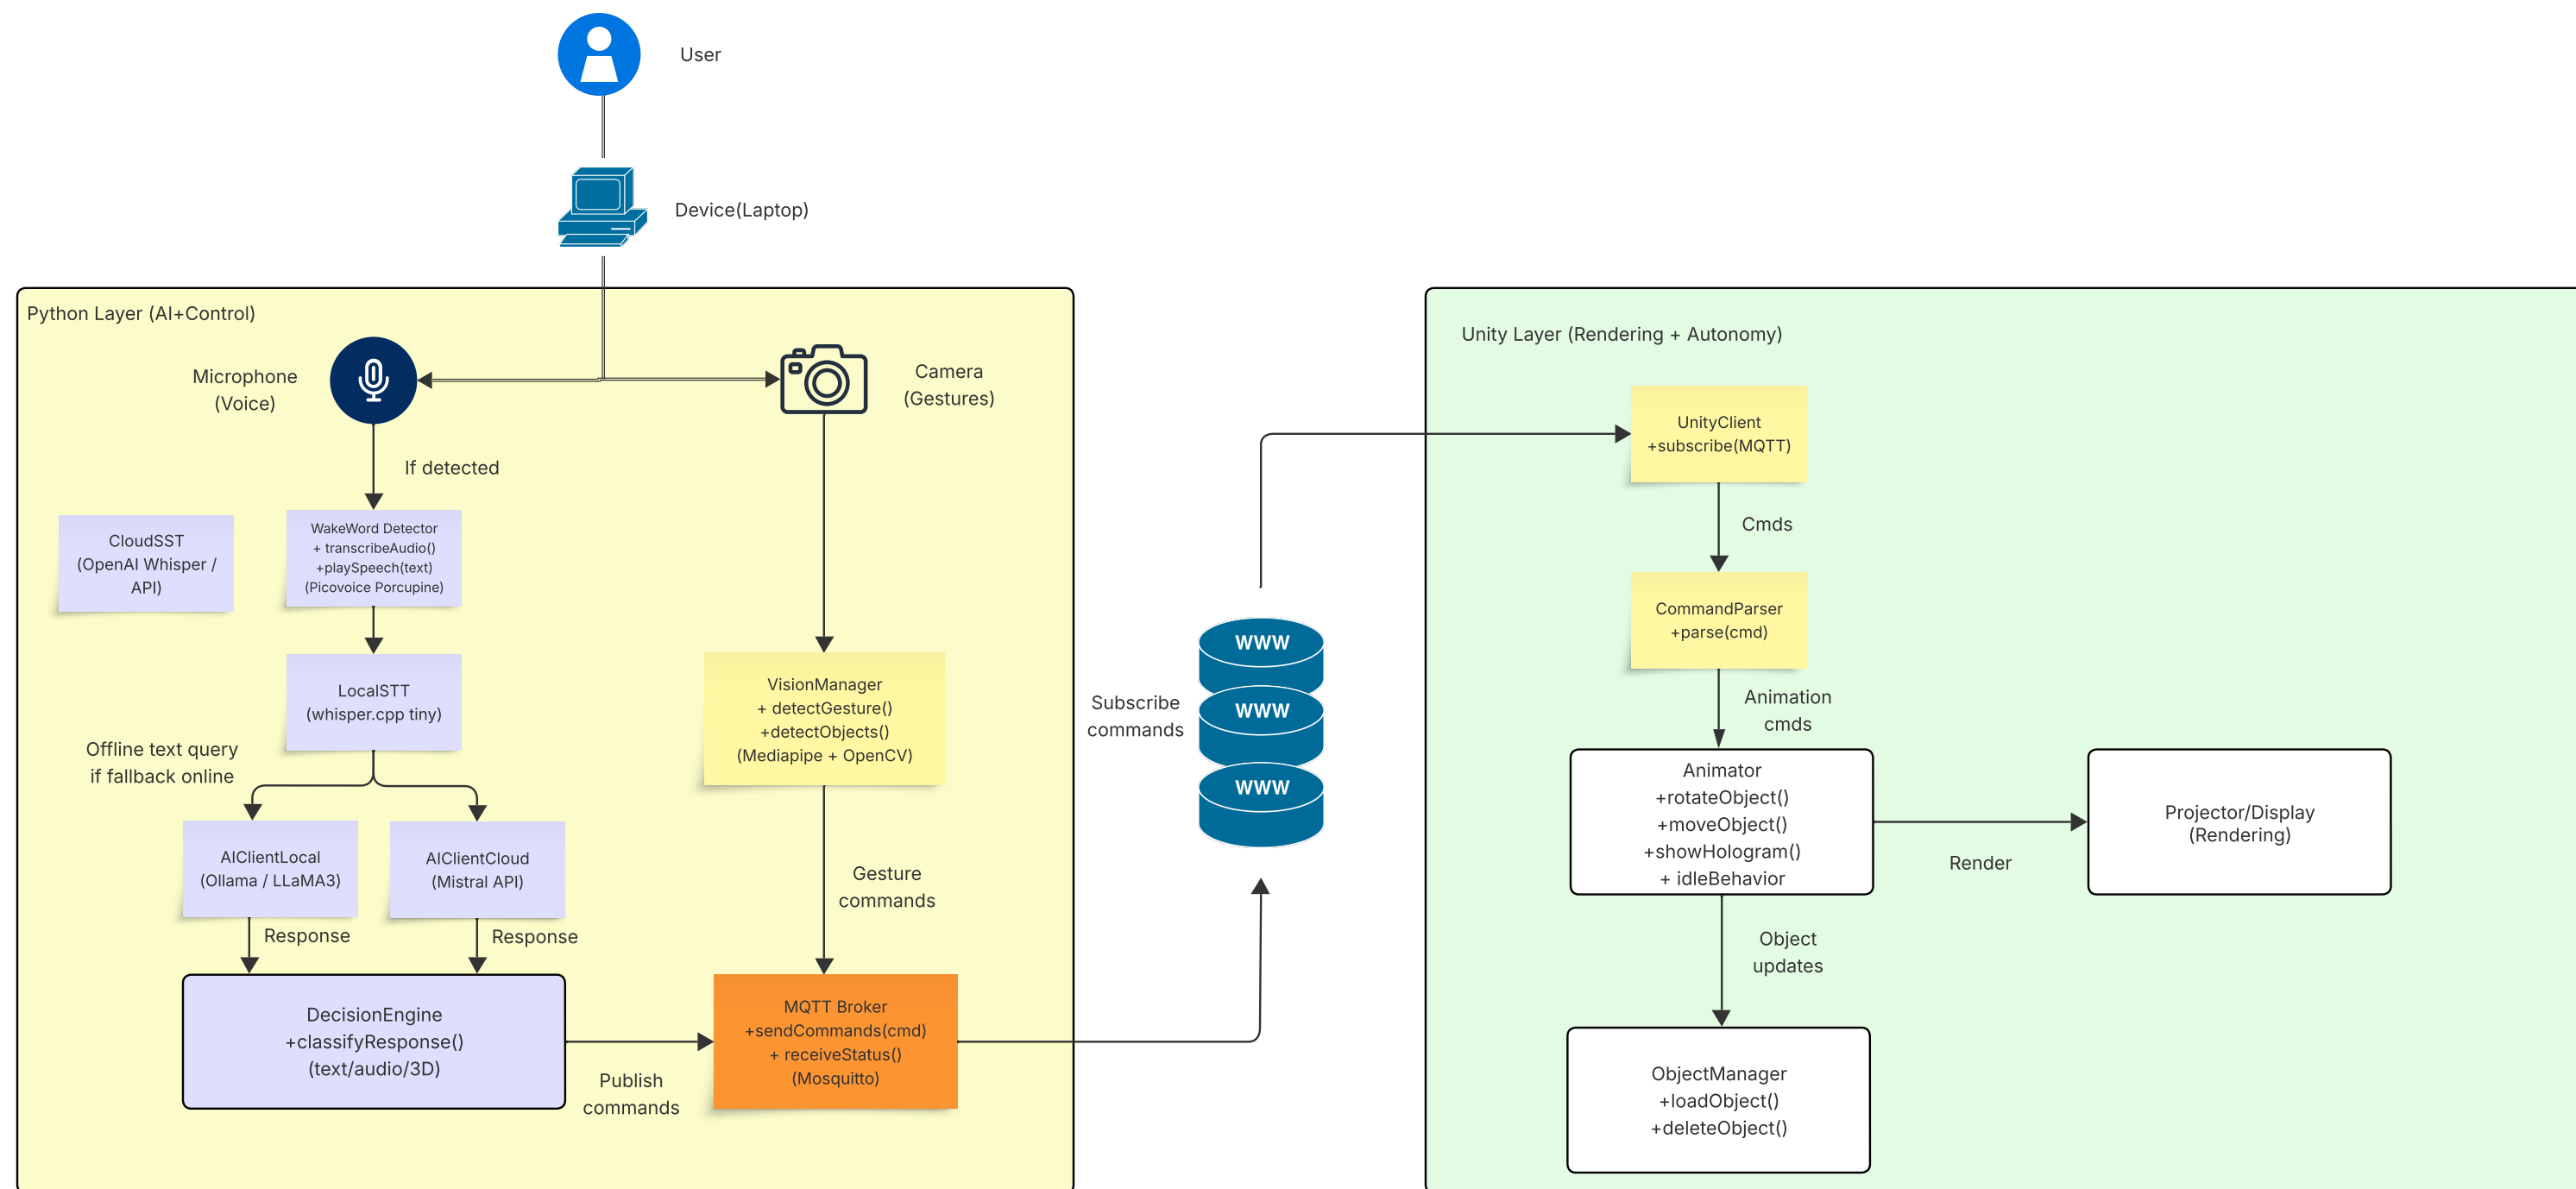 User
Device(Laptop)
Python Layer (AI+Control)
Microphone
(Voice)
Camera
(Gestures)
If detected
CloudSST
(OpenAI Whisper /
API)
WakeWord Detector
+ transcribeAudio()
+playSpeech(text)
(Picovoice Porcupine)
LocalSTT
(whisper.cpp tiny)
Offline text query
if fallback online
AIClientLocal
(Ollama / LLaMA3)
AIClientCloud
(Mistral API)
Response
Response
DecisionEngine
+classifyResponse()
(text/audio/3D)
Publish
commands
VisionManager
+ detectGesture()
+detectObjects()
(Mediapipe + OpenCV)
Gesture
commands
MQTT Broker
+sendCommands(cmd)
+ receiveStatus()
(Mosquitto)
Subscribe
commands
WWW
WWW
WWW
Unity Layer (Rendering + Autonomy)
UnityClient
+subscribe(MQTT)
Cmds
CommandParser
+parse(cmd)
Animation
cmds
Animator
+rotateObject()
+moveObject()
+showHologram()
+ idleBehavior
Render
Projector/Display
(Rendering)
Object
updates
ObjectManager
+loadObject()
+deleteObject()